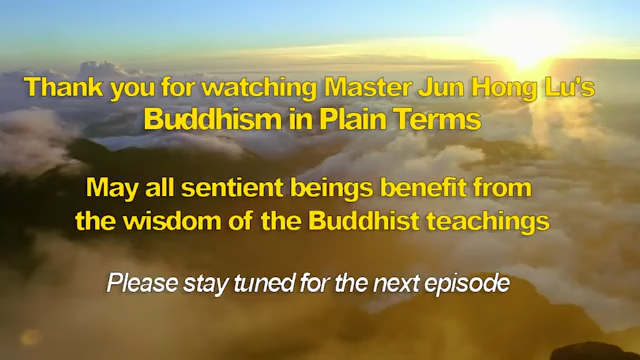 Thank you for watching Master Jun Hong Lu's
Buddhism in Plain Terms
May all sentient beings benefit from
the wisdom of the Buddhist teachings
Please stay tuned for the next episode